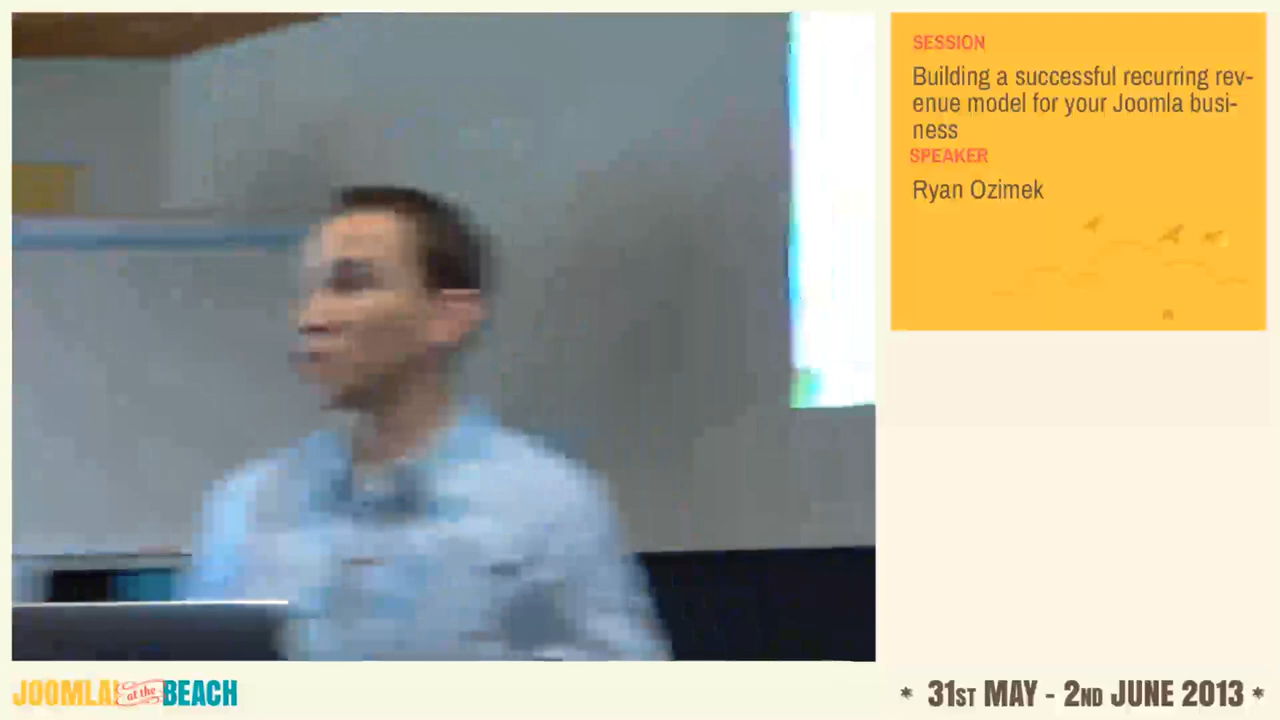 SESSION
Building a successful recurring rev-
enue model for your Joomla busi-
ness
SPEAKER
Ryan Ozimek
JOOMLA! at the BEACH
* 31ST MAY - 2ND JUNE 2013 *